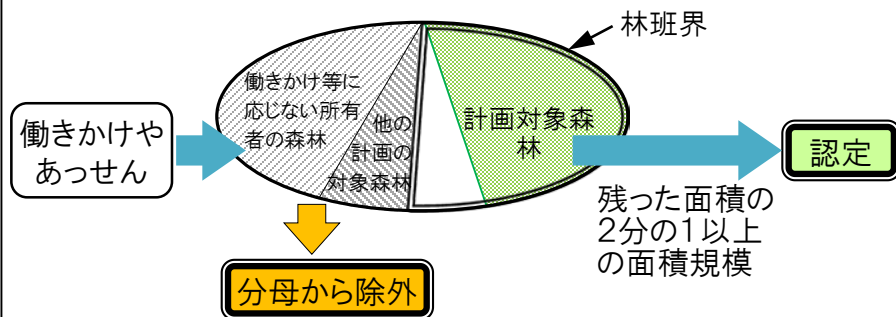 林班界
働きかけ等に
応じない所有
者の森林
他の
計画の
対象森林
計画対象森
林
働きかけや
あっせん
認定
残った面積の
2分の1以上
の面積規模
分母から除外